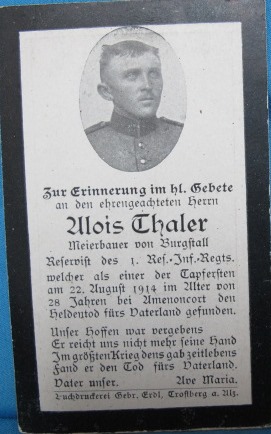 Zur Erinnerung im hl. Gebete
an den ehrengeachteten Herrn
Alois Thaler
Meierbauer von Burgstall
Reservist des 1. Res.-Inf.-Regts.
welcher als einer der Tapfersten
am 22. August 1914 im Alter von
28 Jahren bei Amenoncort den
Heldentod fürs Vaterland gefunden.
Unser Hoffen war vergebens
Er reicht uns nicht mehr seine Hand
Im größten Krieg dens gab zeitlebens
Fand er den Tod fürs Vaterland.
Vater unser. Ave Maria.
Buchdruckerei Gebr. Erdl, Trostberg a. Alz.